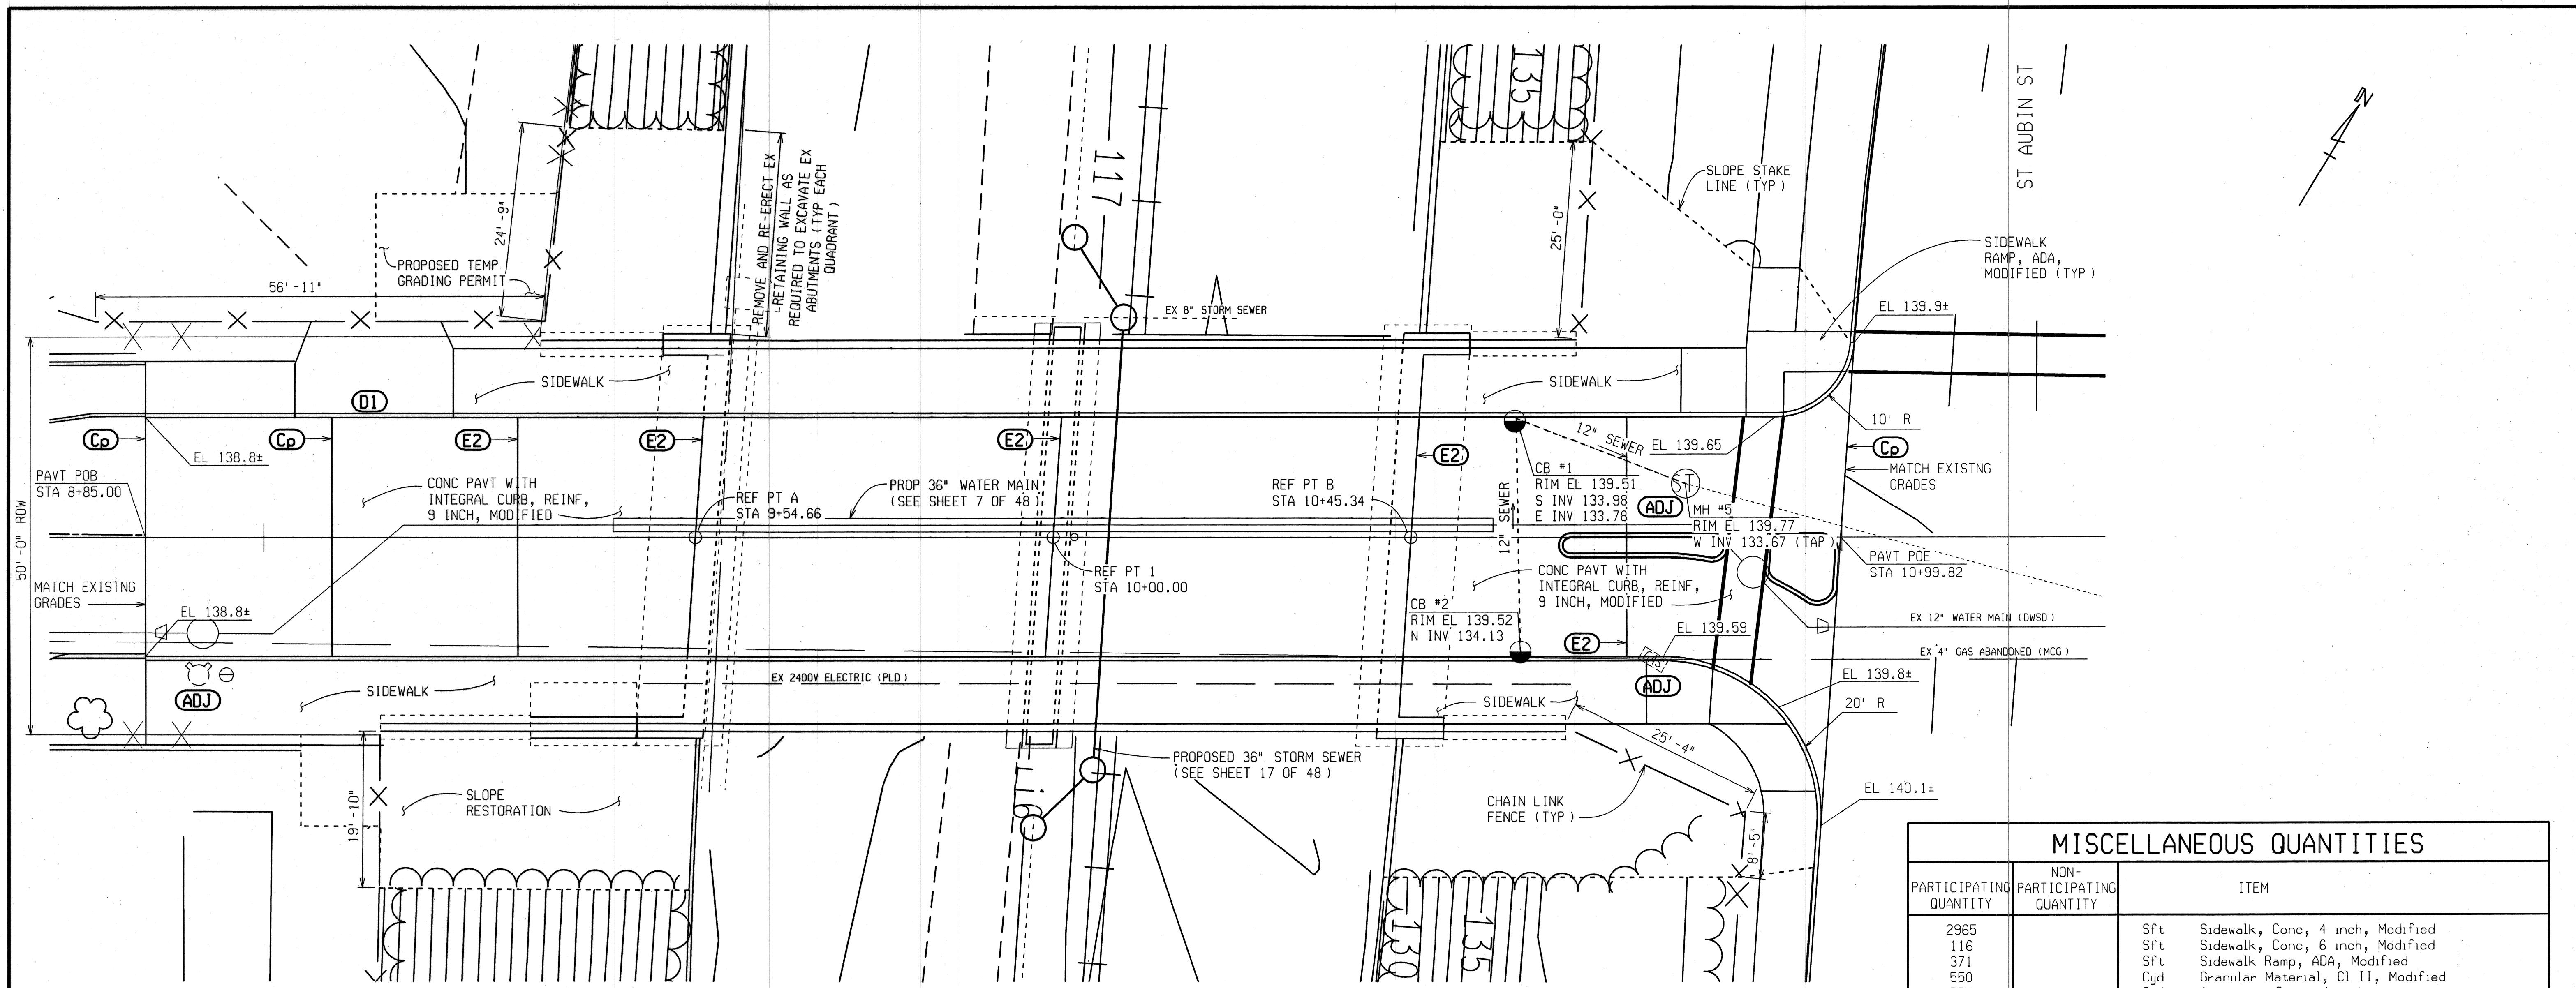 ST AUBIN ST
N
135
117
SLOPE STAKE
LINE (TYP)
24'-9"
REMOVE AND RE-ERECT EX
RETAINING WALL AS
REQUIRED TO EXCAVATE EX
ABUTMENTS (TYP EACH
QUADRANT)
25'-0"
SIDEWALK
RAMP, ADA,
MODIFIED (TYP)
PROPOSED TEMP
GRADING PERMIT
56'-11"
EX 8" STORM SEWER
EL 139.9±
SIDEWALK
SIDEWALK
D1
10' R
Cp
Cp
E2
E2
E2
E2
12" SEWER
EL 139.65
Cp
EL 138.8±
MATCH EXISTNG
GRADES
PAVT POB
STA 8+85.00
CONC PAVT WITH
INTEGRAL CURB, REINF,
9 INCH, MODIFIED
REF PT A
STA 9+54.66
PROP 36" WATER MAIN
(SEE SHEET 7 OF 48)
REF PT B
STA 10+45.34
CB #1
RIM EL 139.51
S INV 133.98
E INV 133.78
ST
ADJ
MH #5
RIM EL 139.77
W INV 133.67 (TAP)
12" SEWER
50'-0" ROW
PAVT POE
STA 10+99.82
REF PT 1
STA 10+00.00
CONC PAVT WITH
INTEGRAL CURB, REINF,
9 INCH, MODIFIED
MATCH EXISTNG
GRADES
EL 138.8±
CB #2
RIM EL 139.52
N INV 134.13
EX 12" WATER MAIN (DWSD)
E2
EL 139.59
EX 4" GAS ABANDONED (MCG)
EX 2400V ELECTRIC (PLD)
EL 139.8±
ADJ
SIDEWALK
ADJ
SIDEWALK
20' R
25'-4"
PROPOSED 36" STORM SEWER
(SEE SHEET 17 OF 48)
116
SLOPE
RESTORATION
19'-10"
CHAIN LINK
FENCE (TYP)
EL 140.1±
8'-5"
130
135
MISCELLANEOUS QUANTITIES
PARTICIPATING QUANTITY
NON-PARTICIPATING QUANTITY
ITEM
2965 Sft Sidewalk, Conc, 4 inch, Modified
116 Sft Sidewalk, Conc, 6 inch, Modified
371 Sft Sidewalk Ramp, ADA, Modified
550 Cyd Granular Material, Cl II, Modified